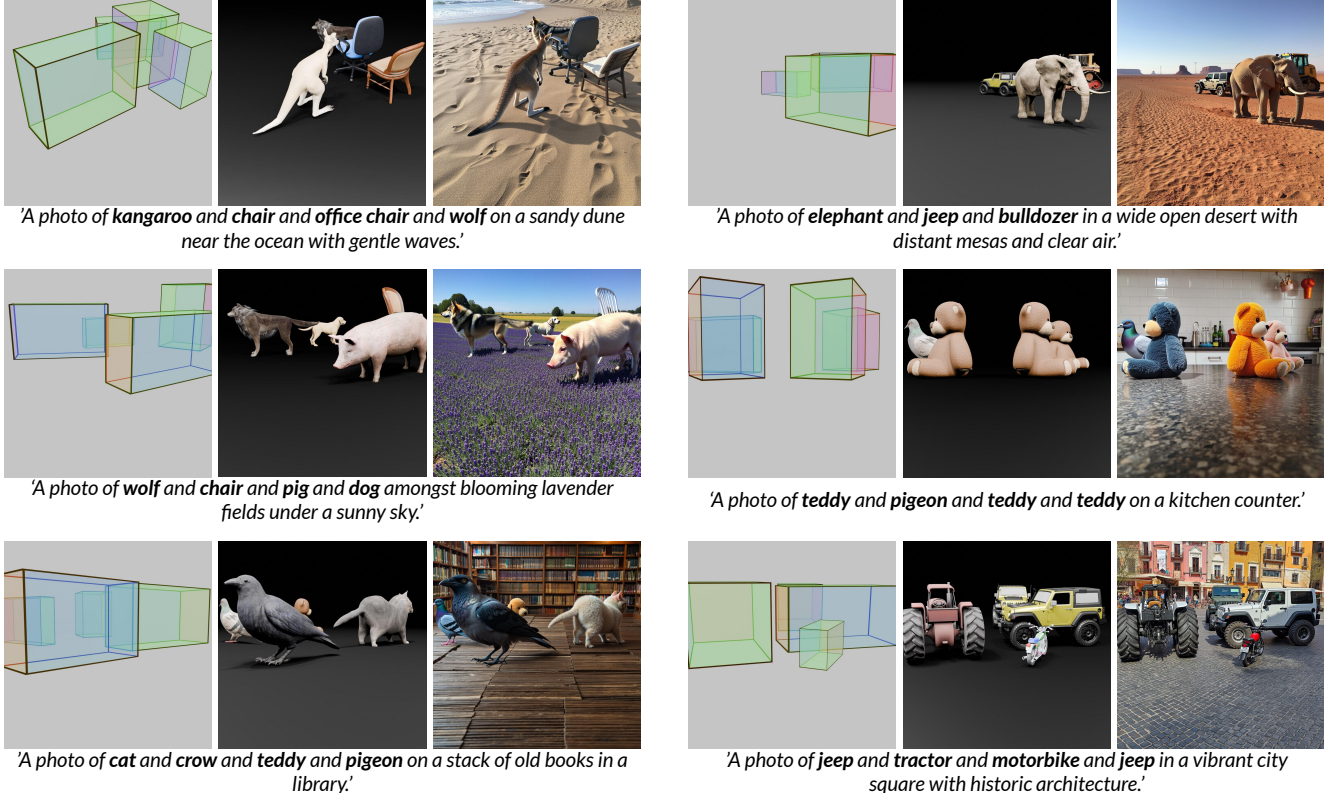 ’A photo of kangaroo and chair and office chair and wolf on a sandy dune
near the ocean with gentle waves.’
’A photo of elephant and jeep and bulldozer in a wide open desert with
distant mesas and clear air.’
‘A photo of wolf and chair and pig and dog amongst blooming lavender
fields under a sunny sky.’
‘A photo of teddy and pigeon and teddy and teddy on a kitchen counter.’
’A photo of cat and crow and teddy and pigeon on a stack of old books in a
library.’
’A photo of jeep and tractor and motorbike and jeep in a vibrant city
square with historic architecture.’